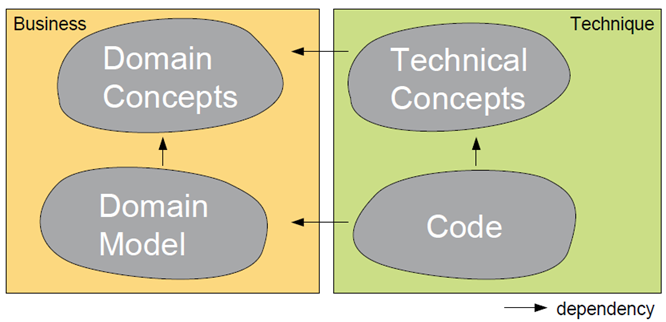 Business
Technique
Domain
Concepts
Technical
Concepts
Domain
Model
Code
dependency